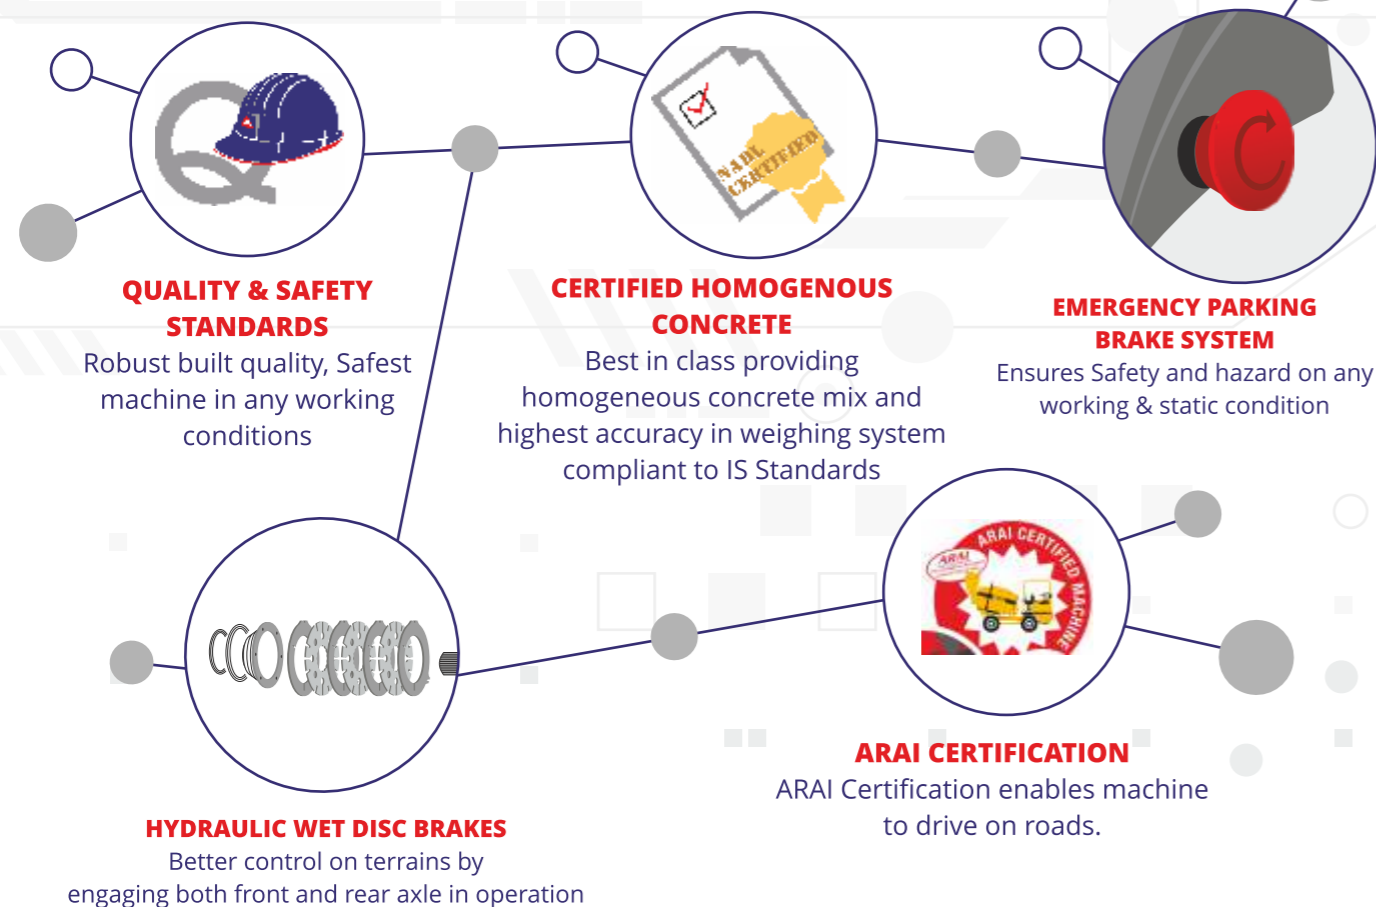 NABL
CERTIFIED
QUALITY & SAFETY
STANDARDS
Robust built quality, Safest
machine in any working
conditions
CERTIFIED HOMOGENOUS
CONCRETE
Best in class providing
homogeneous concrete mix and
highest accuracy in weighing system
compliant to IS Standards
EMERGENCY PARKING
BRAKE SYSTEM
Ensures Safety and hazard on any
working & static condition
HYDRAULIC WET DISC BRAKES
Better control on terrains by
engaging both front and rear axle in operation
ARAI CERTIFIED MACHINE
ARAI
ARAI CERTIFICATION
ARAI Certification enables machine
to drive on roads.